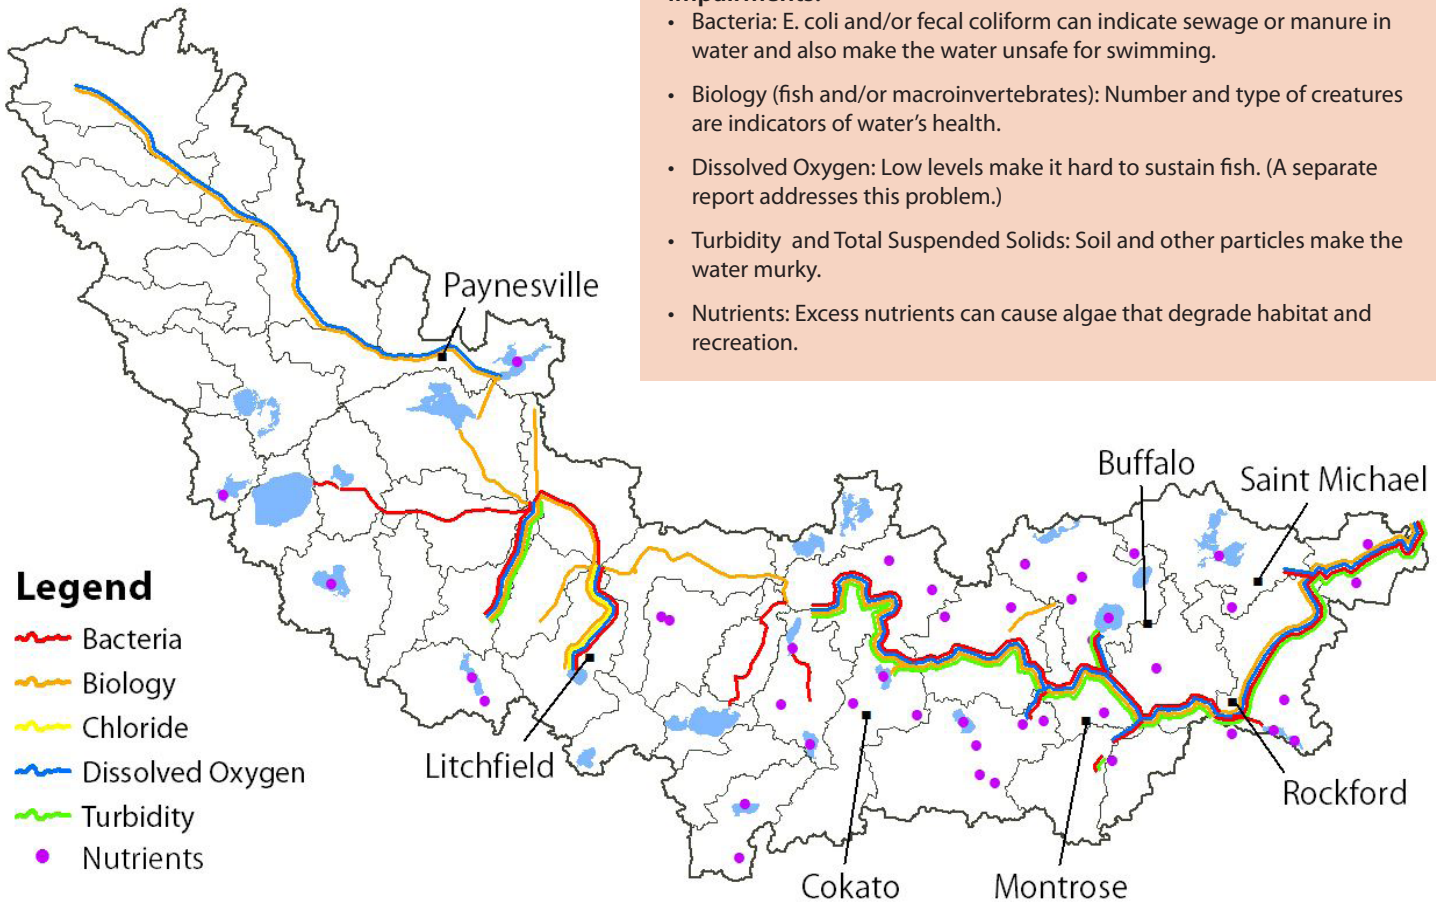 • Bacteria: E. coli and/or fecal coliform can indicate sewage or manure in
water and also make the water unsafe for swimming.
• Biology (fish and/or macroinvertebrates): Number and type of creatures
are indicators of water’s health.
• Dissolved Oxygen: Low levels make it hard to sustain fish. (A separate
report addresses this problem.)
• Turbidity and Total Suspended Solids: Soil and other particles make the
water murky.
• Nutrients: Excess nutrients can cause algae that degrade habitat and
recreation.
Paynesville
Buffalo
Saint Michael
Legend
Bacteria
Biology
Chloride
Dissolved Oxygen
Turbidity
Nutrients
Litchfield
Rockford
Cokato
Montrose